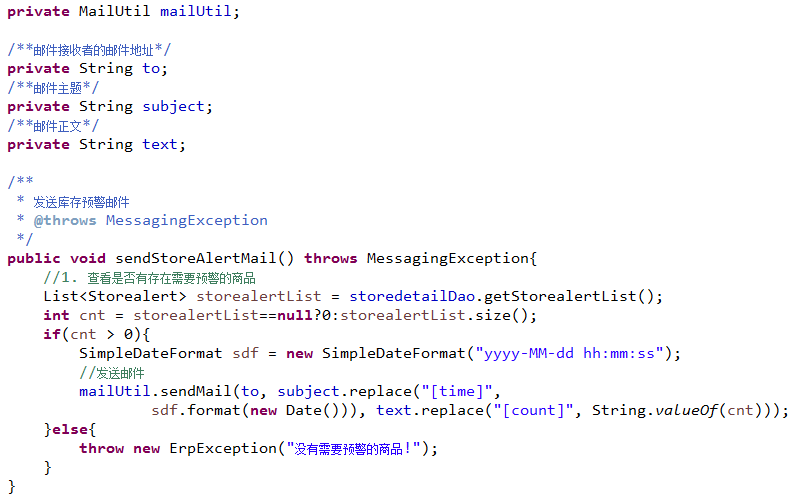 private MailUtil mailUtil;
/**邮件接收者的邮件地址*/
private String to;
/**邮件主题*/
private String subject;
/**邮件正文*/
private String text;
/**
 * 发送库存预警邮件
 * @throws MessagingException
 */
public void sendStoreAlertMail() throws MessagingException{
    //1. 查看是否有存在需要预警的商品
    List<Storealert> storealertList = storedetailDao.getStorealertList();
    int cnt = storealertList==null?0:storealertList.size();
    if(cnt > 0){
        SimpleDateFormat sdf = new SimpleDateFormat("yyyy-MM-dd hh:mm:ss");
        //发送邮件
        mailUtil.sendMail(to, subject.replace("[time]",
                sdf.format(new Date())), text.replace("[count]", String.valueOf(cnt)));
    }else{
        throw new ErpException("没有需要预警的商品!");
    }
}